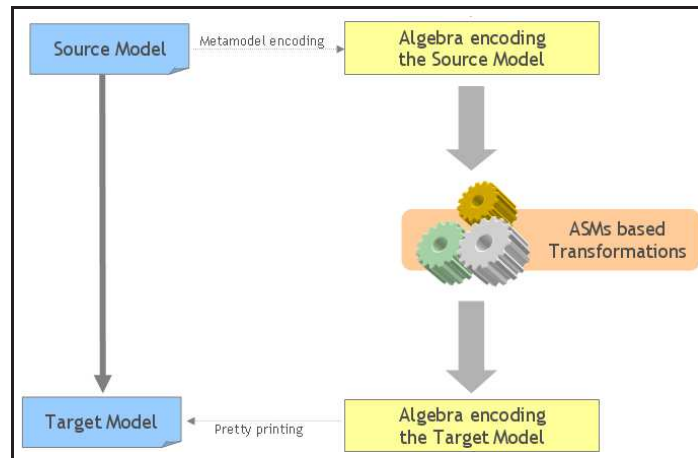 Source Model
Metamodel encoding
Algebra encoding
the Source Model
ASMs based
Transformations
Target Model
Pretty printing
Algebra encoding
the Target Model